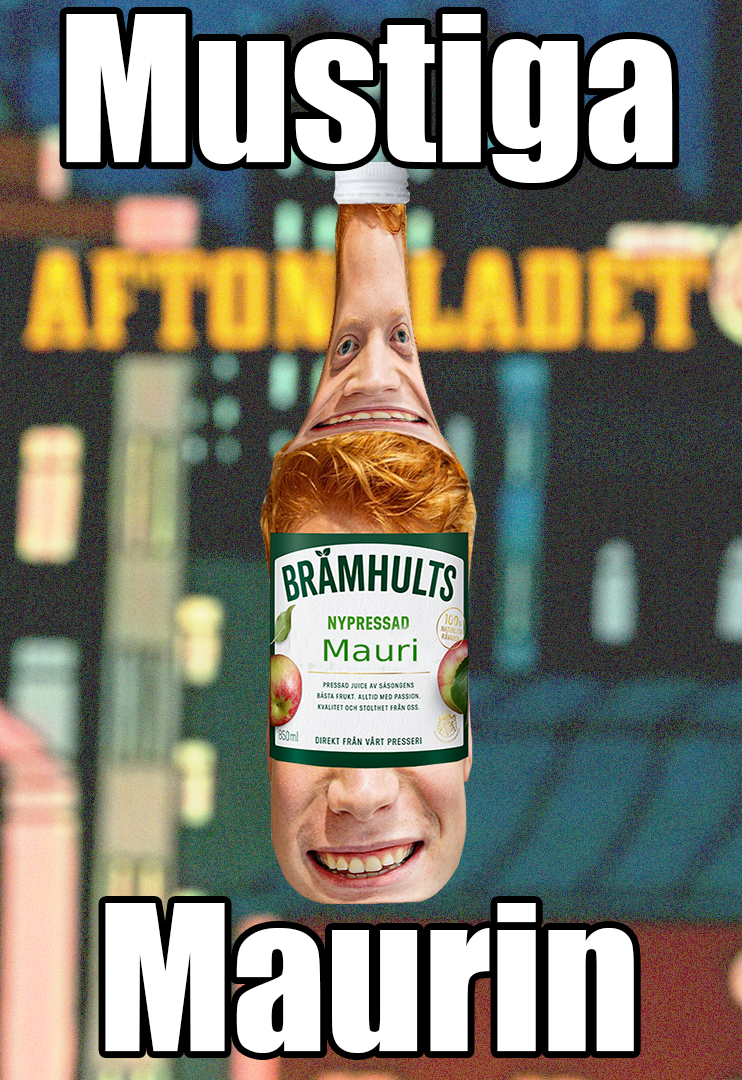 Mustiga
AFTONBLADET
BRÄMHULTS
NYPRESSAD
100%
Mauri
PRESSAD JUICE AV SÄSONGENS
BÄSTA FRUKT. ALLTID MED PASSION.
KVALITET OCH STOLTHET FRÅN OSS.
850ml
DIREKT FRÅN VÅRT PRESSERI
Maurin